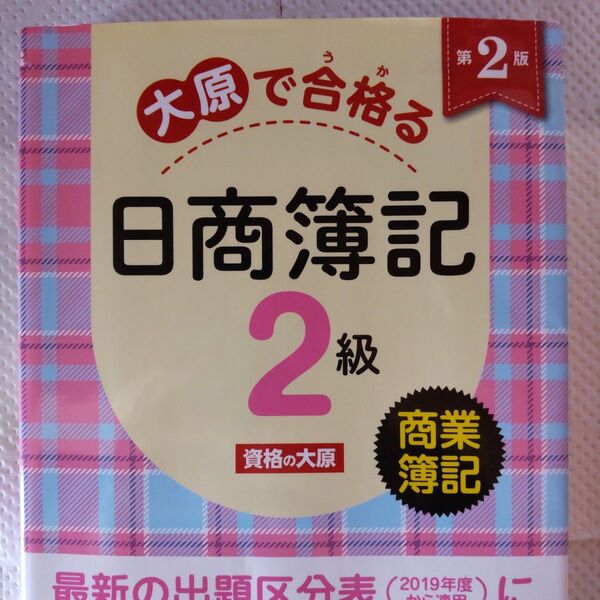 第2版
大原で合格る
うか
日商簿記
2級
商業
簿記
資格の大原
最新の出題区分表(2019年度から適用)に